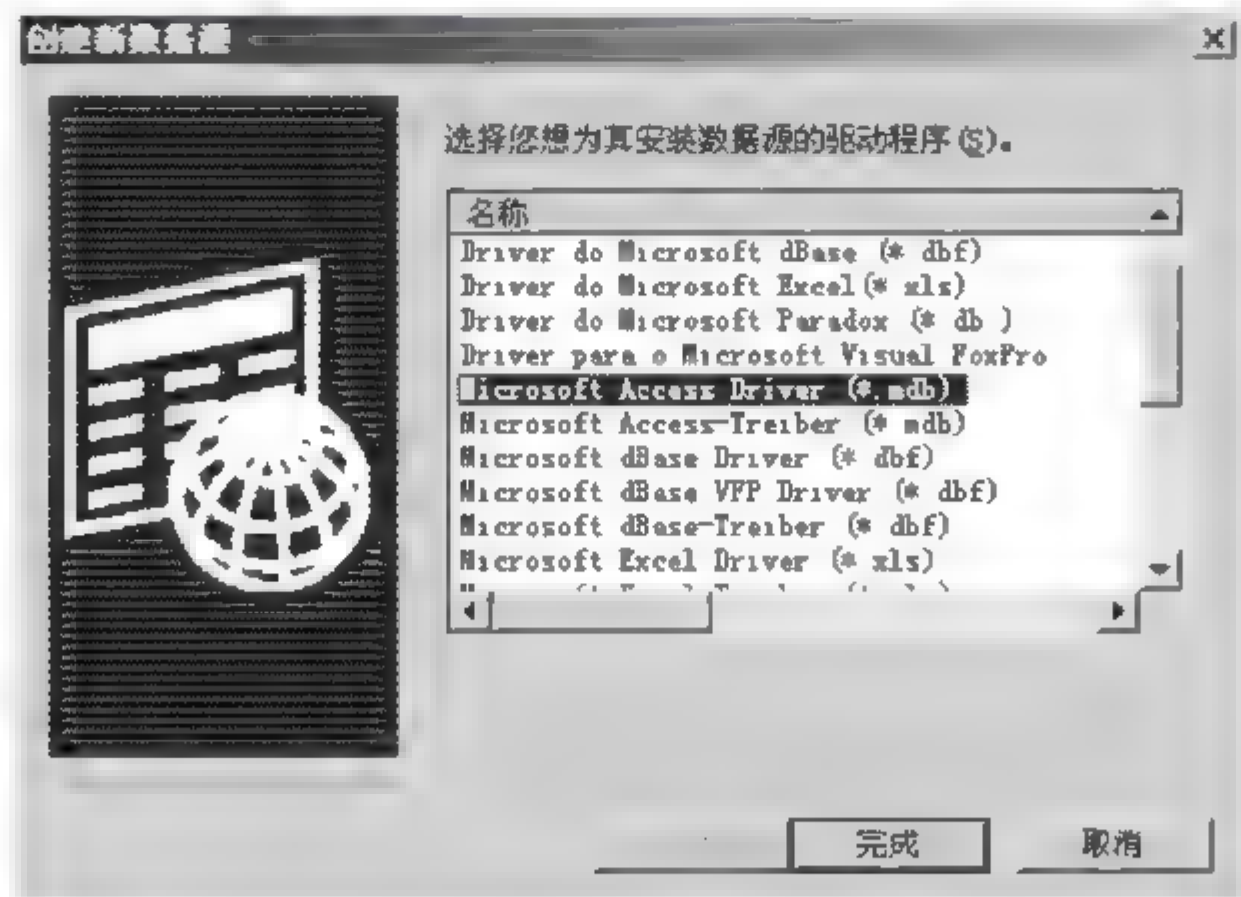 创建新数据源
选择您想为其安装数据源的驱动程序(S)。
名称
Driver do Microsoft dBase (*.dbf)
Driver do Microsoft Excel(*.xls)
Driver do Microsoft Paradox (*.db )
Driver para o Microsoft Visual FoxPro
Microsoft Access Driver (*.mdb)
Microsoft Access-Treiber (*.mdb)
Microsoft dBase Driver (*.dbf)
Microsoft dBase VFP Driver (*.dbf)
Microsoft dBase-Treiber (*.dbf)
Microsoft Excel Driver (*.xls)
完成
取消